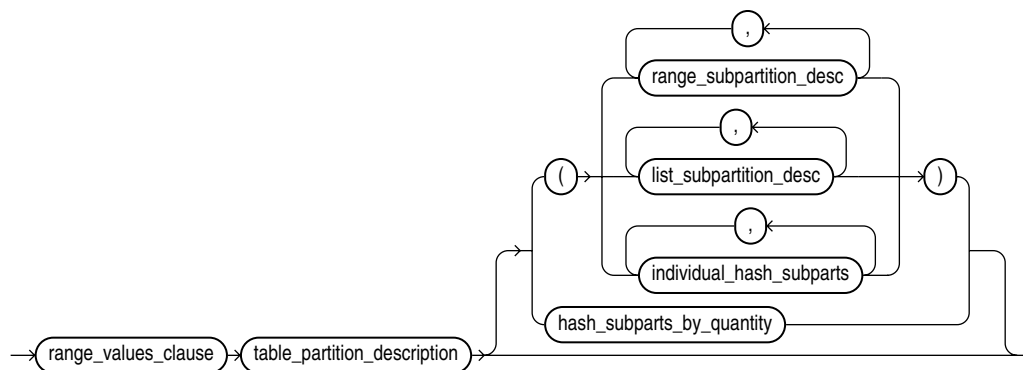 ,
range_subpartition_desc
,
( list_subpartition_desc )
,
individual_hash_subparts
hash_subparts_by_quantity
range_values_clause table_partition_description